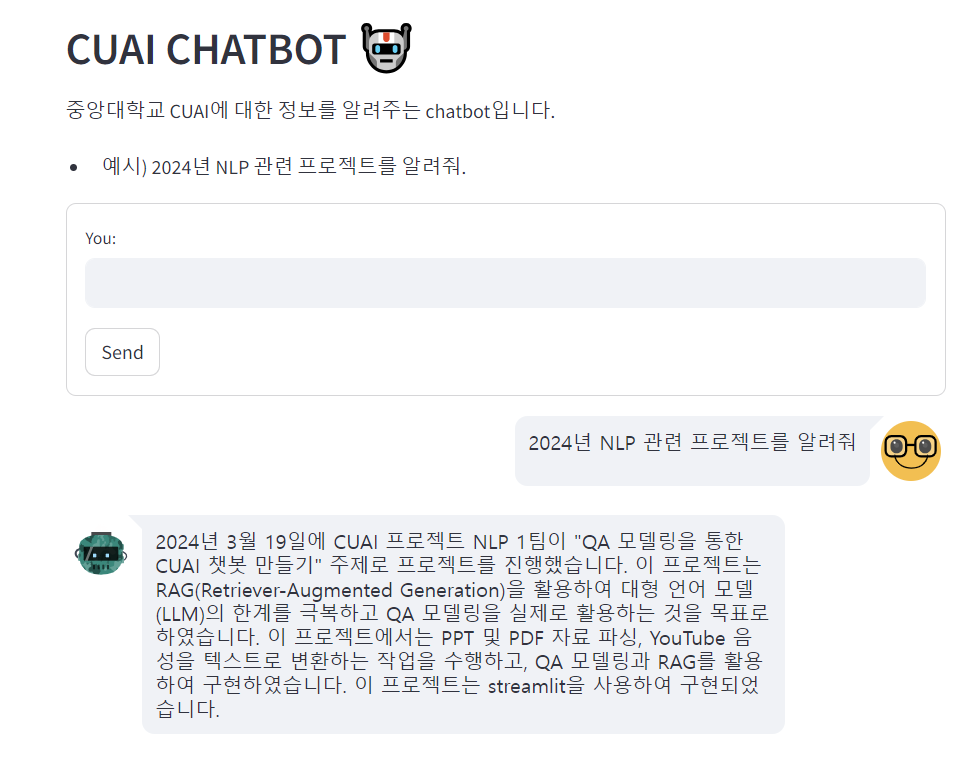 CUAI CHATBOT
중앙대학교 CUAI에 대한 정보를 알려주는 chatbot입니다.
• 예시) 2024년 NLP 관련 프로젝트를 알려줘.
You:
Send
2024년 NLP 관련 프로젝트를 알려줘
2024년 3월 19일에 CUAI 프로젝트 NLP 1팀이 "QA 모델링을 통한
CUAI 챗봇 만들기" 주제로 프로젝트를 진행했습니다. 이 프로젝트는
RAG(Retriever-Augmented Generation)을 활용하여 대형 언어 모델
(LLM)의 한계를 극복하고 QA 모델링을 실제로 활용하는 것을 목표로
하였습니다. 이 프로젝트에서는 PPT 및 PDF 자료 파싱, YouTube 음
성을 텍스트로 변환하는 작업을 수행하고, QA 모델링과 RAG를 활용
하여 구현하였습니다. 이 프로젝트는 streamlit을 사용하여 구현되었
습니다.